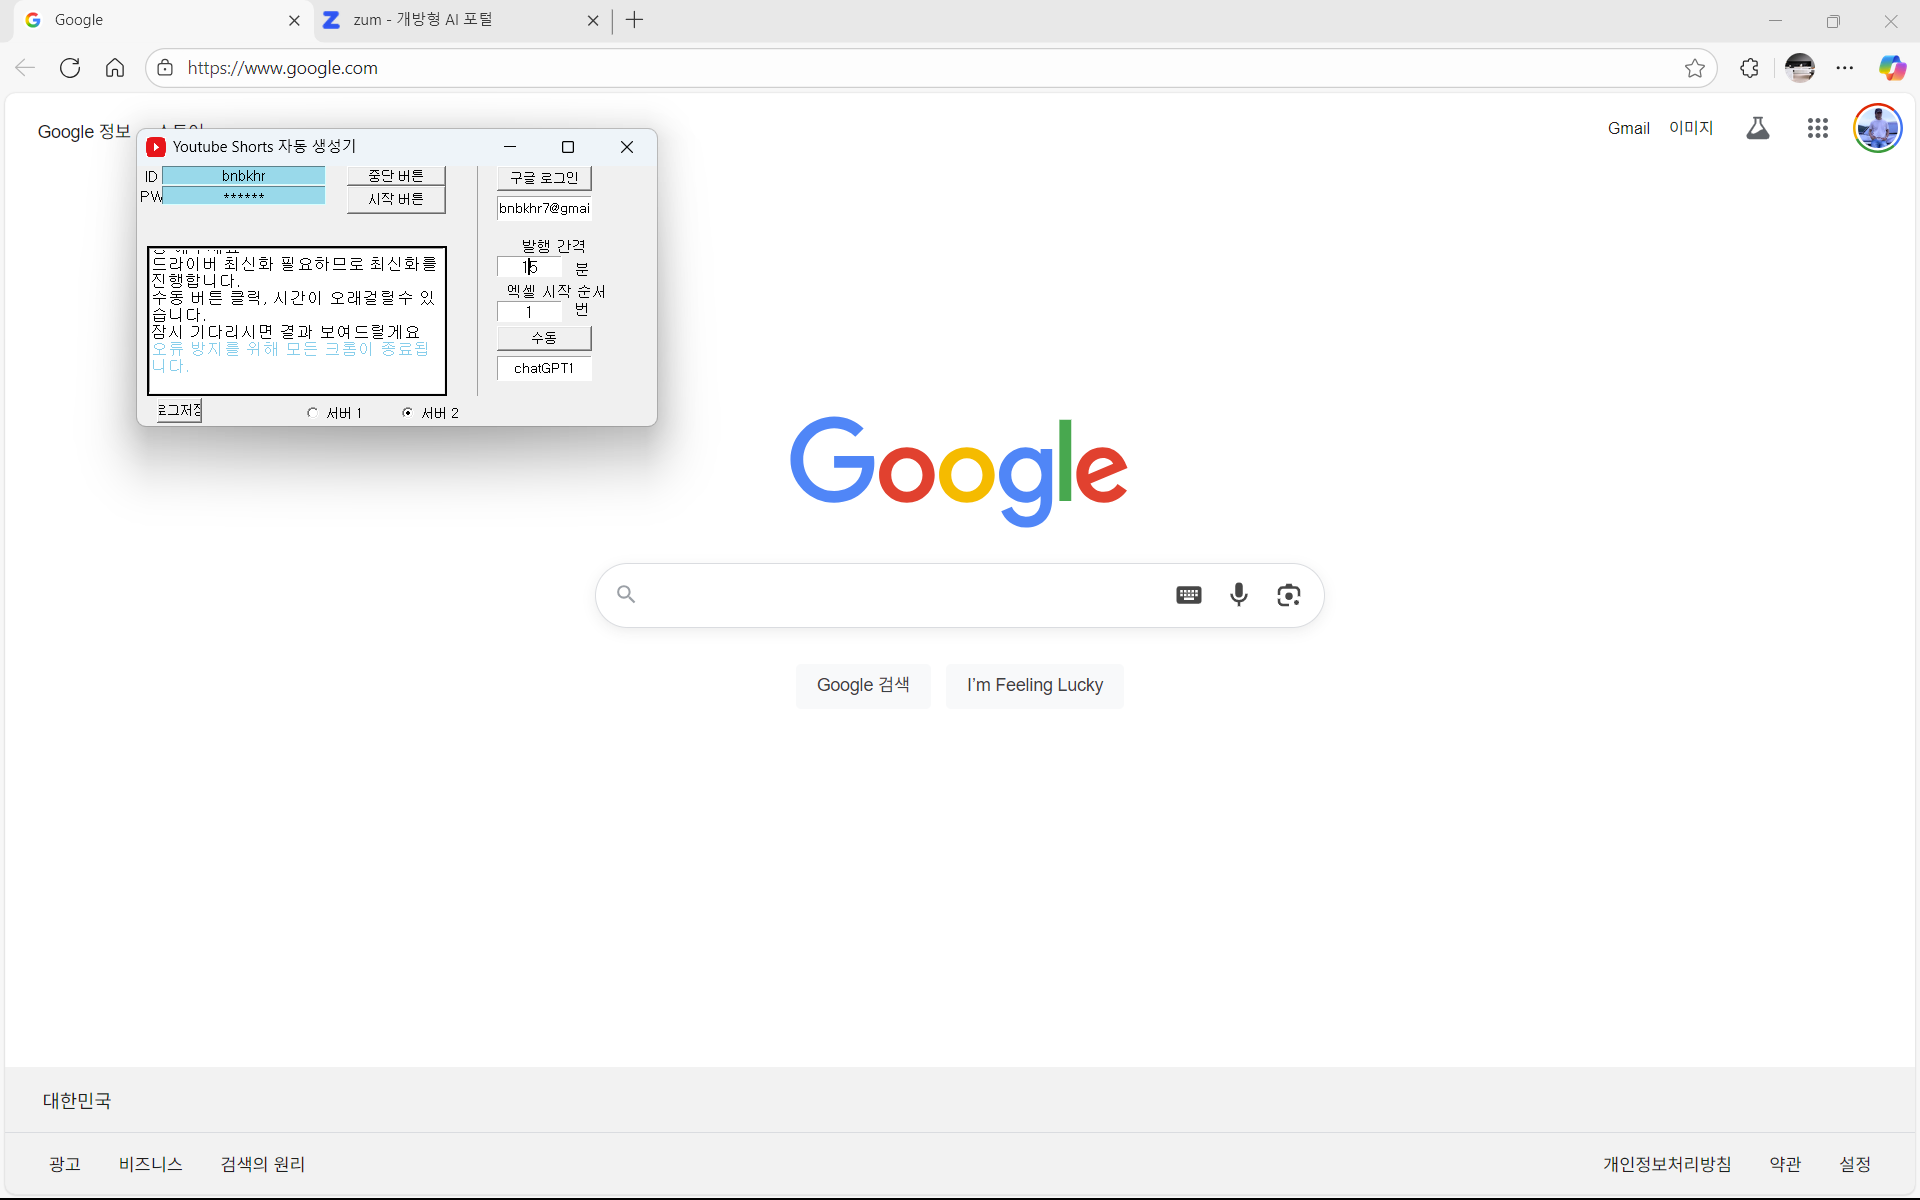 Google
zum - 개방형 AI 포털
https://www.google.com
Google 정보
Gmail
이미지
Youtube Shorts 자동 생성기
ID
bnbkhr
중단 버튼
PW
******
시작 버튼
드라이버 최신화 필요하므로 최신화를
진행합니다.
수동 버튼 클릭, 시간이 오래걸릴수 있
습니다.
잠시 기다리시면 결과 보여드릴게요
오류 방지를 위해 모든 크롬이 종료됩
니다.
로그저장
서버 1
서버 2
구글 로그인
bnbkhr7@gmai
발행 간격
15
분
엑셀 시작 순서
1
번
수동
chatGPT1
Google
Google 검색
I'm Feeling Lucky
대한민국
광고
비즈니스
검색의 원리
개인정보처리방침
약관
설정